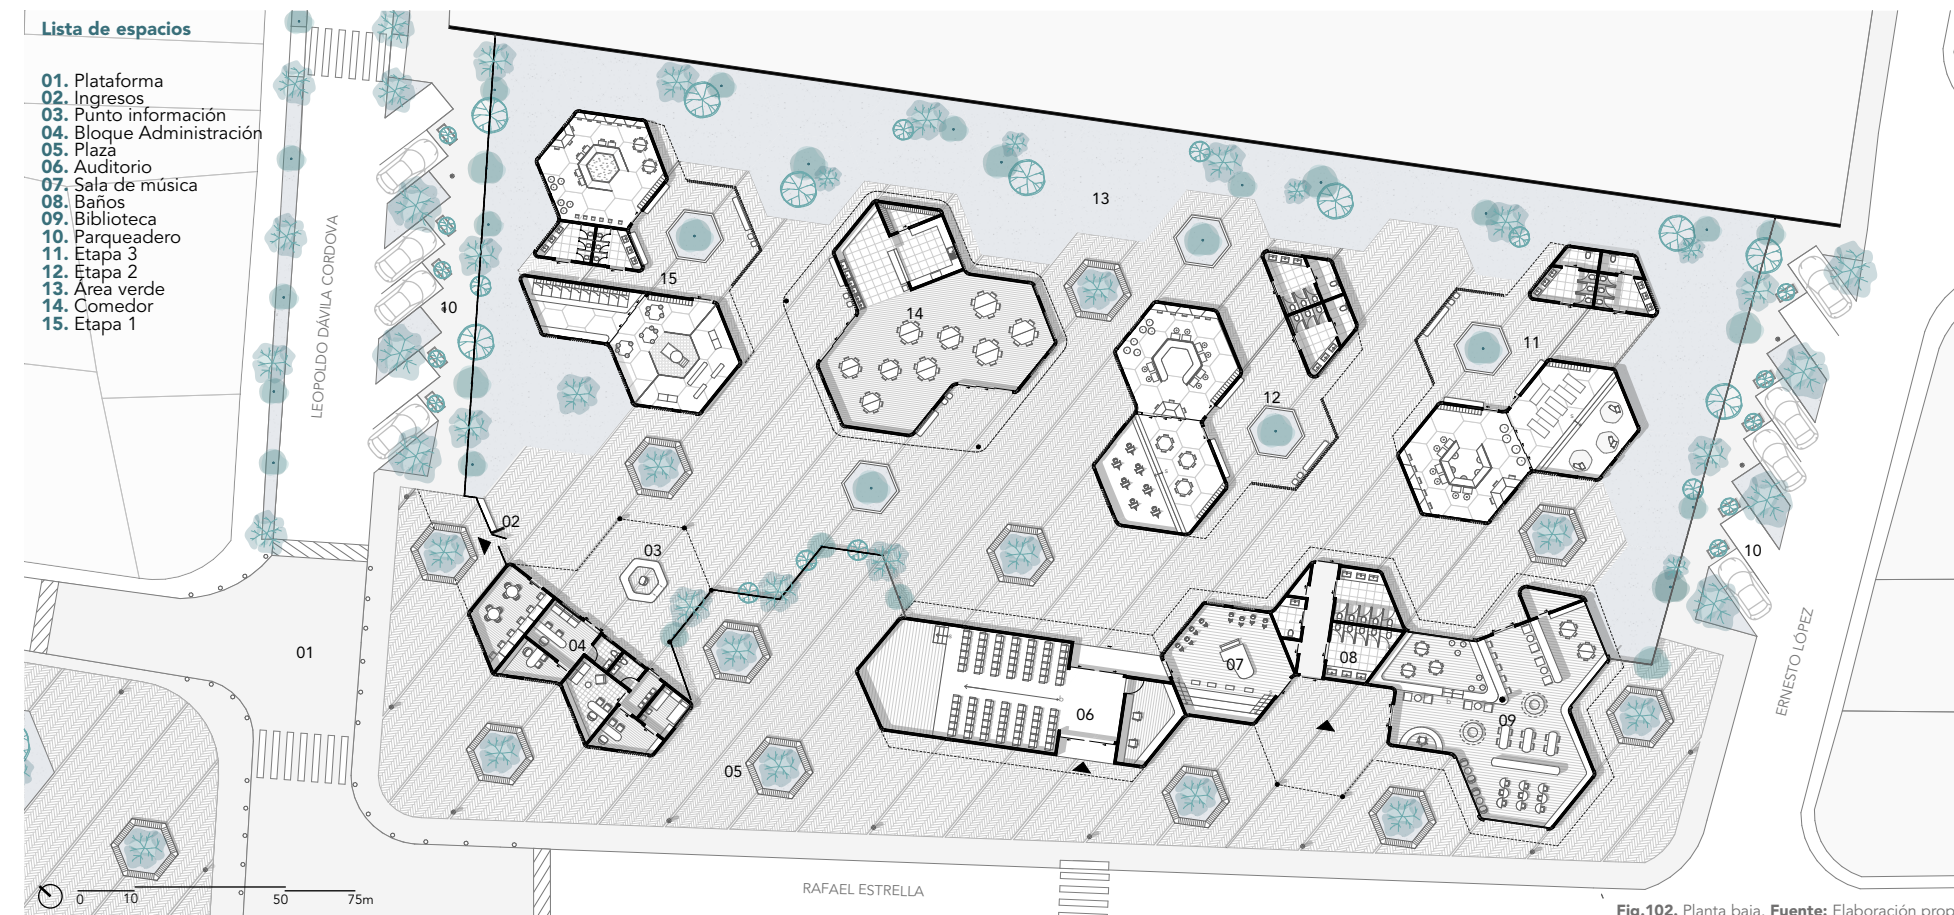 Lista de espacios
01. Plataforma
02. Ingresos
03. Punto información
04. Bloque Administración
05. Plaza
06. Auditorio
07. Sala de música
08. Baños
09. Biblioteca
10. Parqueadero
11. Etapa 3
12. Etapa 2
13. Área verde
14. Comedor
15. Etapa 1
LEOPOLDO DÁVILA CORDOVA
13
15
10
14
11
12
02
03
10
04
01
07
08
06
09
05
ERNESTO LÓPEZ
RAFAEL ESTRELLA
0 10 50 75m
Fig.102. Planta baja. Fuente: Elaboración prop